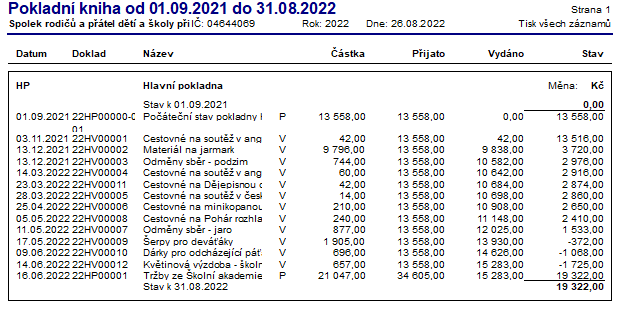 Pokladní kniha od 01.09.2021 do 31.08.2022 Strana 1
Spolek rodičů a přátel dětí a školy při IČ: 04644069 Rok: 2022 Dne: 26.08.2022 Tisk všech záznamů
Datum Doklad Název Částka Přijato Vydáno Stav
HP Hlavní pokladna Měna: Kč
Stav k 01.09.2021 0,00
01.09.2021 22HP00000-0 Počáteční stav pokladny P 13 558,00 13 558,00 0,00 13 558,00
01
03.11.2021 22HV00001 Cestovné na soutěž v ang V 42,00 13 558,00 42,00 13 516,00
13.12.2021 22HV00002 Materiál na jarmark V 9 796,00 13 558,00 9 838,00 3 720,00
13.12.2021 22HV00003 Odměny sběr - podzim V 744,00 13 558,00 10 582,00 2 976,00
14.03.2022 22HV00004 Cestovné na soutěž v ang V 60,00 13 558,00 10 642,00 2 916,00
23.03.2022 22HV00011 Cestovné na Dějepisnou o V 42,00 13 558,00 10 684,00 2 874,00
28.03.2022 22HV00005 Cestovné na soutěž v česk V 14,00 13 558,00 10 698,00 2 860,00
25.04.2022 22HV00006 Cestovné na minikopanou V 210,00 13 558,00 10 908,00 2 650,00
05.05.2022 22HV00008 Cestovné na Pohár rozhla V 240,00 13 558,00 11 148,00 2 410,00
11.05.2022 22HV00007 Odměny sběr - jaro V 877,00 13 558,00 12 025,00 1 533,00
17.05.2022 22HV00009 Šerpy pro deváťáky V 1 905,00 13 558,00 13 930,00 -372,00
09.06.2022 22HV00010 Dárky pro odcházející páť V 696,00 13 558,00 14 626,00 -1 068,00
14.06.2022 22HV00012 Květinová výzdoba - školn V 657,00 13 558,00 15 283,00 -1 725,00
16.06.2022 22HP00001 Tržby ze Školní akademie P 21 047,00 34 605,00 15 283,00 19 322,00
Stav k 31.08.2022 19 322,00